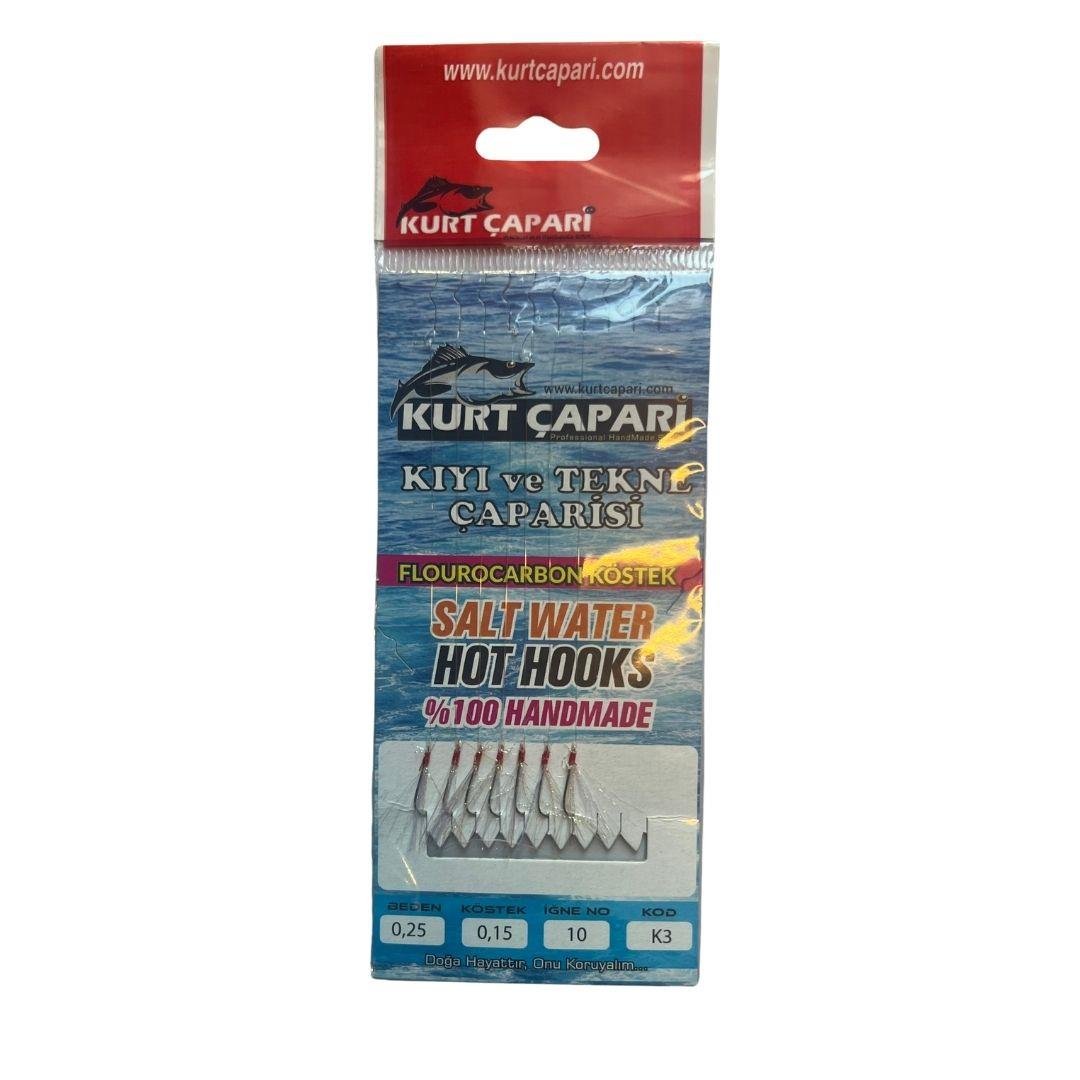 www.kurtcapari.com
KURT ÇAPARİ
www.kurtcapari.com
KURT ÇAPARİ
Professional HandMade
KIYI ve TEKNE
ÇAPARİSİ
FLOUROCARBON KÖSTEK
SALT WATER
HOT HOOKS
%100 HANDMADE
BEDEN KÖSTEK İĞNE NO KOD
0,25 0,15 10 K3
Doğa Hayattır, Onu Koruyalım...